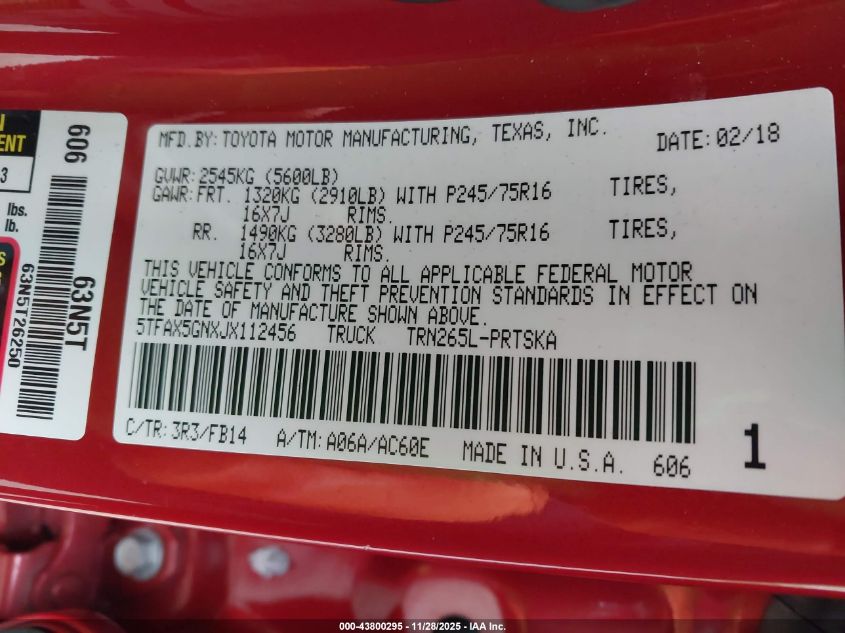 N
ENT
3
lbs.
lb.
S
606
63N5T
63N5T26250
MFD.BY:TOYOTA MOTOR MANUFACTURING, TEXAS, INC. DATE:02/18
GVWR:2545KG (5600LB)
GAWR:FRT. 1320KG (2910LB) WITH P245/75R16 TIRES,
16X7J RIMS.
RR. 1490KG (3280LB) WITH P245/75R16 TIRES,
16X7J RIMS.
THIS VEHICLE CONFORMS TO ALL APPLICABLE FEDERAL MOTOR
VEHICLE SAFETY AND THEFT PREVENTION STANDARDS IN EFFECT ON
THE DATE OF MANUFACTURE SHOWN ABOVE.
5TFAX5GNXJX112456 TRUCK TRN265L-PRTSKA
C/TR:3R3/FB14 A/TM:A06A/AC60E MADE IN U.S.A. 606 1
000-43800295 - 11/28/2025 - IAA Inc.